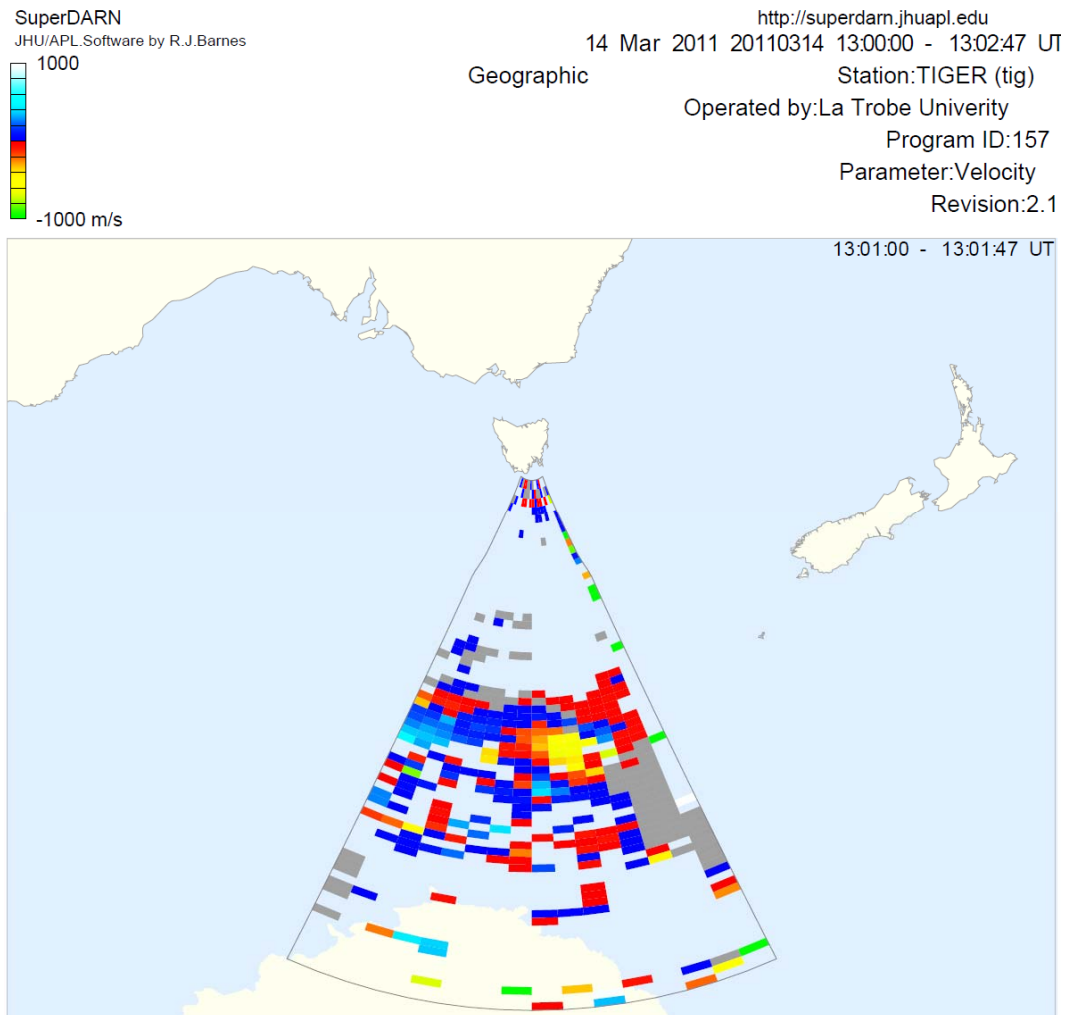 SuperDARN
JHU/APL.Software by R.J.Barnes
http://superdarn.jhuapl.edu
14 Mar 2011 20110314 13:00:00 - 13:02:47 UT
1000
Geographic
Station:TIGER (tig)
Operated by:La Trobe Univerity
Program ID:157
Parameter:Velocity
Revision:2.1
-1000 m/s
13:01:00 - 13:01:47 UT